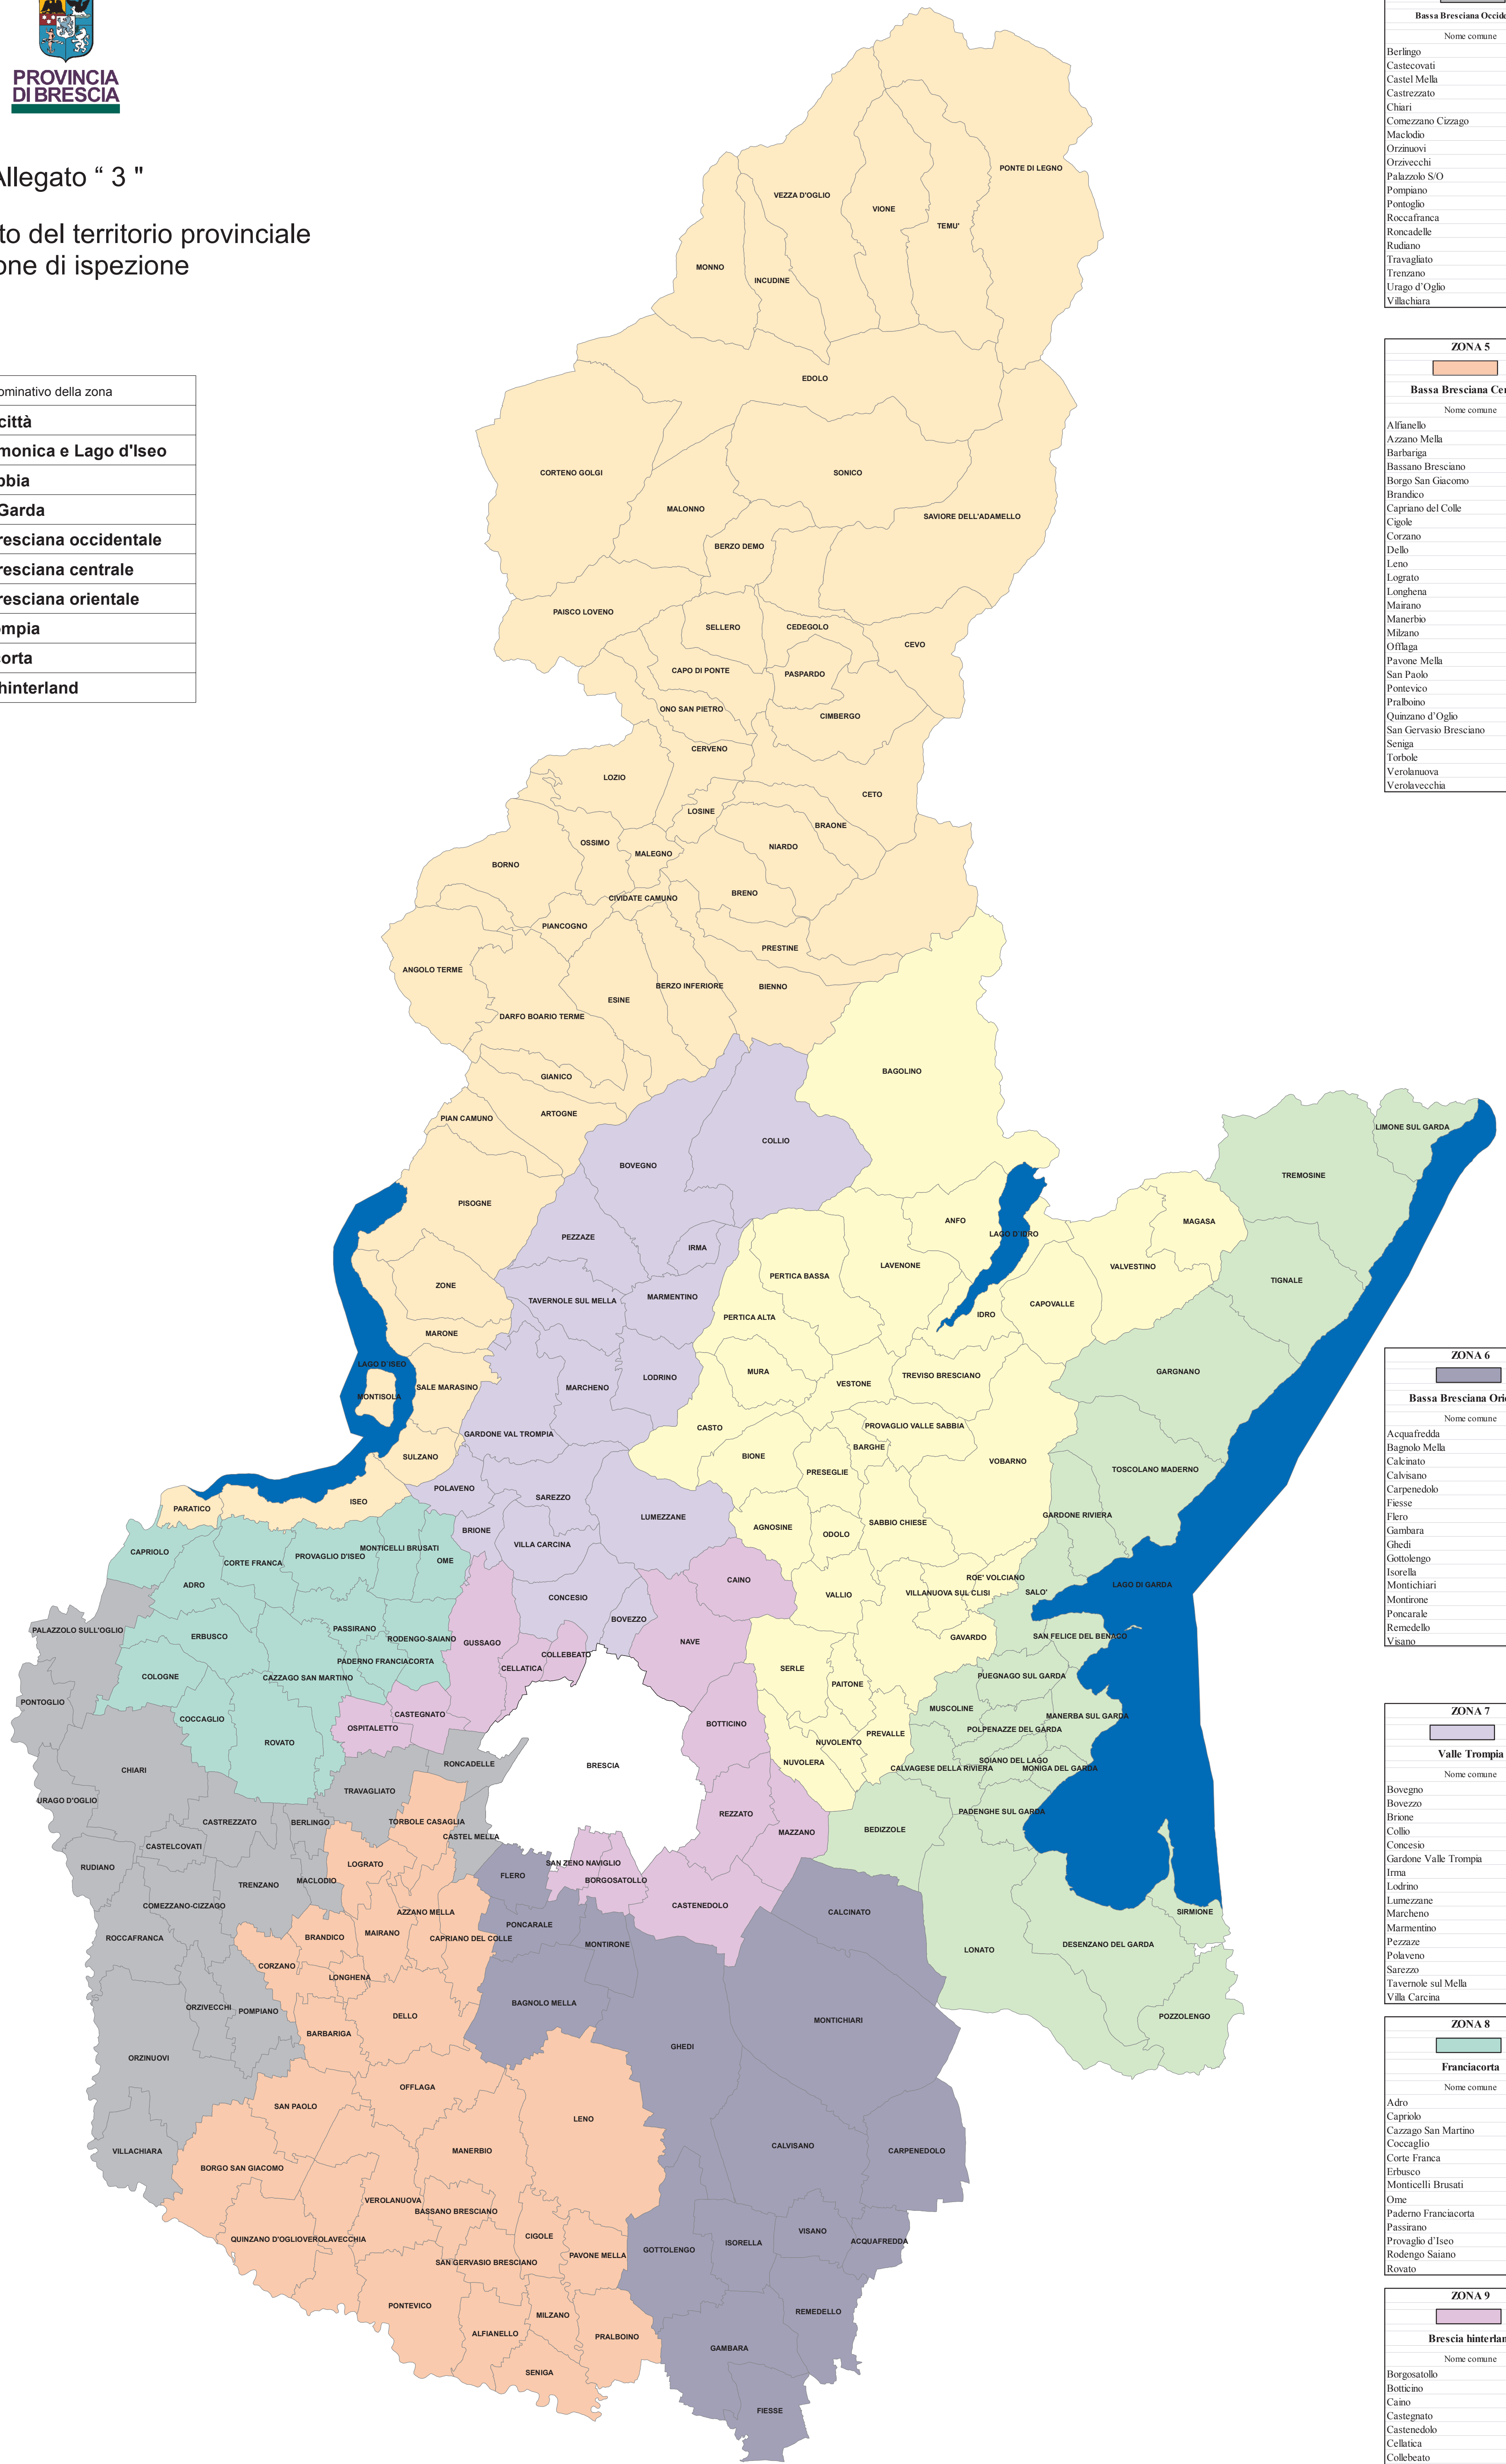 PROVINCIA
DI BRESCIA
Allegato “ 3 "
to del territorio provinciale
one di ispezione
ominativo della zona
città
monica e Lago d'Iseo
bbia
Garda
resciana occidentale
resciana centrale
resciana orientale
ompia
corta
hinterland
PONTE DI LEGNO
VEZZA D'OGLIO
VIONE
TEMU'
MONNO
INCUDINE
EDOLO
CORTENO GOLGI
SONICO
MALONNO
SAVIORE DELL'ADAMELLO
BERZO DEMO
PAISCO LOVENO
SELLERO
CEDEGOLO
CEVO
CAPO DI PONTE
PASPARDO
ONO SAN PIETRO
CIMBERGO
CERVENO
LOZIO
CETO
LOSINE
BRAONE
OSSIMO
NIARDO
MALEGNO
BORNO
BRENO
CIVIDATE CAMUNO
PIANCOGNO
PRESTINE
ANGOLO TERME
BERZO INFERIORE
BIENNO
ESINE
DARFO BOARIO TERME
BAGOLINO
GIANICO
ARTOGNE
PIAN CAMUNO
LIMONE SUL GARDA
COLLIO
BOVEGNO
TREMOSINE
PISOGNE
ANFO
MAGASA
LAGO D'IDRO
PEZZAZE
IRMA
LAVENONE
VALVESTINO
PERTICA BASSA
TIGNALE
ZONE
MARMENTINO
TAVERNOLE SUL MELLA
CAPOVALLE
IDRO
PERTICA ALTA
MARONE
LAGO D'ISEO
MURA
GARGNANO
TREVISO BRESCIANO
LODRINO
VESTONE
SALE MARASINO
MARCHENO
MONTISOLA
PROVAGLIO VALLE SABBIA
CASTO
GARDONE VAL TROMPIA
BARGHE
SULZANO
BIONE
VOBARNO
TOSCOLANO MADERNO
PRESEGLIE
POLAVENO
SAREZZO
ISEO
PARATICO
GARDONE RIVIERA
LUMEZZANE
SABBIO CHIESE
AGNOSINE
BRIONE
ODOLO
VILLA CARCINA
MONTICELLI BRUSATI
CAPRIOLO
PROVAGLIO D'ISEO
OME
CORTE FRANCA
ROE' VOLCIANO
CAINO
ADRO
LAGO DI GARDA
SALO'
VILLANUOVA SUL CLISI
VALLIO
CONCESIO
BOVEZZO
PASSIRANO
PALAZZOLO SULL'OGLIO
ERBUSCO
RODENGO-SAIANO
SAN FELICE DEL BENACO
GAVARDO
GUSSAGO
NAVE
COLLEBEATO
PADERNO FRANCIACORTA
CELLATICA
SERLE
COLOGNE
CAZZAGO SAN MARTINO
PUEGNAGO SUL GARDA
PAITONE
PONTOGLIO
MUSCOLINE
CASTEGNATO
MANERBA SUL GARDA
COCCAGLIO
BOTTICINO
OSPITALETTO
POLPENAZZE DEL GARDA
PREVALLE
ROVATO
NUVOLENTO
SOIANO DEL LAGO
NUVOLERA
RONCADELLE
BRESCIA
CALVAGESE DELLA RIVIERA
MONIGA DEL GARDA
CHIARI
TRAVAGLIATO
URAGO D'OGLIO
PADENGHE SUL GARDA
REZZATO
CASTREZZATO
BERLINGO
TORBOLE CASAGLIA
BEDIZZOLE
MAZZANO
CASTEL MELLA
CASTELCOVATI
SAN ZENO NAVIGLIO
LOGRATO
RUDIANO
FLERO
MACLODIO
BORGOSATOLLO
TRENZANO
COMEZZANO-CIZZAGO
CASTENEDOLO
AZZANO MELLA
CALCINATO
SIRMIONE
PONCARALE
MAIRANO
BRANDICO
CAPRIANO DEL COLLE
ROCCAFRANCA
MONTIRONE
DESENZANO DEL GARDA
LONATO
CORZANO
LONGHENA
BAGNOLO MELLA
ORZIVECCHI
POMPIANO
DELLO
POZZOLENGO
MONTICHIARI
BARBARIGA
GHEDI
ORZINUOVI
OFFLAGA
SAN PAOLO
LENO
CALVISANO
VILLACHIARA
MANERBIO
CARPENEDOLO
BORGO SAN GIACOMO
VEROLANUOVA
BASSANO BRESCIANO
VISANO
CIGOLE
QUINZANO D'OGLIO
VEROLAVECCHIA
ISORELLA
ACQUAFREDDA
GOTTOLENGO
PAVONE MELLA
SAN GERVASIO BRESCIANO
PONTEVICO
REMEDELLO
MILZANO
ALFIANELLO
PRALBOINO
GAMBARA
SENIGA
FIESSE
Bassa Bresciana Occid
Nome comune
Berlingo
Castecovati
Castel Mella
Castrezzato
Chiari
Comezzano Cizzago
Maclodio
Orzinuovi
Orzivecchi
Palazzolo S/O
Pompiano
Pontoglio
Roccafranca
Roncadelle
Rudiano
Travagliato
Trenzano
Urago d’Oglio
Villachiara
ZONA 5
Bassa Bresciana Cen
Nome comune
Alfianello
Azzano Mella
Barbariga
Bassano Bresciano
Borgo San Giacomo
Brandico
Capriano del Colle
Cigole
Corzano
Dello
Leno
Lograto
Longhena
Mairano
Manerbio
Milzano
Offlaga
Pavone Mella
San Paolo
Pontevico
Pralboino
Quinzano d’Oglio
San Gervasio Bresciano
Seniga
Torbole
Verolanuova
Verolavecchia
ZONA 6
Bassa Bresciana Orie
Nome comune
Acquafredda
Bagnolo Mella
Calcinato
Calvisano
Carpenedolo
Fiesse
Flero
Gambara
Ghedi
Gottolengo
Isorella
Montichiari
Montirone
Poncarale
Remedello
Visano
ZONA 7
Valle Trompia
Nome comune
Bovegno
Bovezzo
Brione
Collio
Concesio
Gardone Valle Trompia
Irma
Lodrino
Lumezzane
Marcheno
Marmentino
Pezzaze
Polaveno
Sarezzo
Tavernole sul Mella
Villa Carcina
ZONA 8
Franciacorta
Nome comune
Adro
Capriolo
Cazzago San Martino
Coccaglio
Corte Franca
Erbusco
Monticelli Brusati
Ome
Paderno Franciacorta
Passirano
Provaglio d’Iseo
Rodengo Saiano
Rovato
ZONA 9
Brescia hinterlan
Nome comune
Borgosatollo
Botticino
Caino
Castegnato
Castenedolo
Cellatica
Collebeato